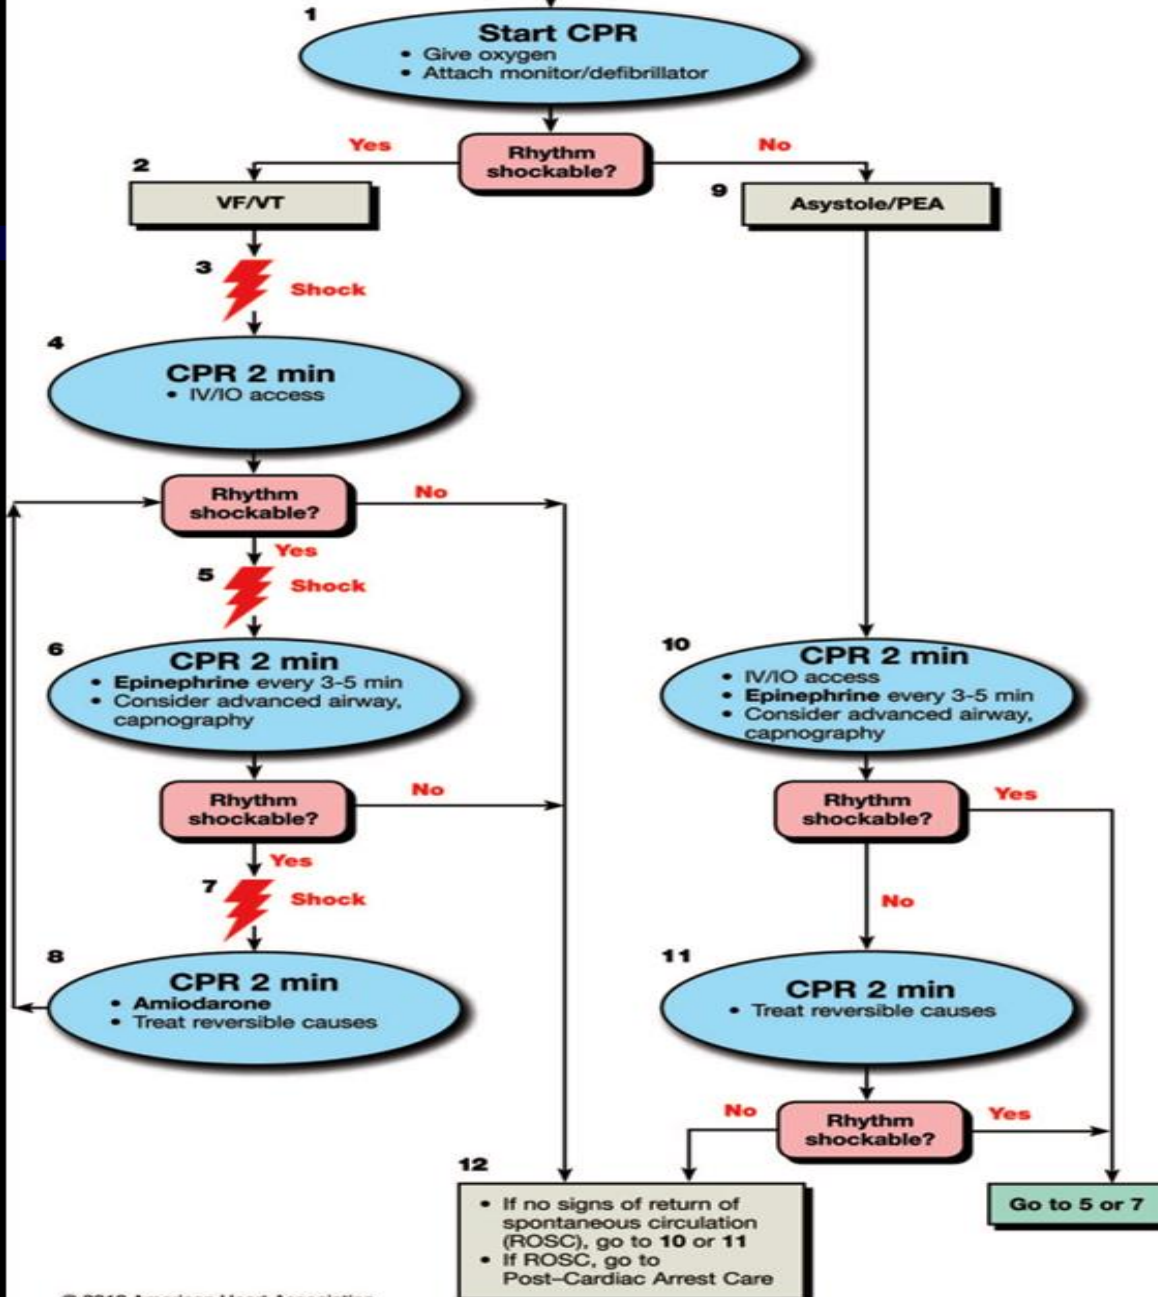 1
Start CPR
• Give oxygen
• Attach monitor/defibrillator
Rhythm
shockable?
Yes
No
2
VF/VT
9
Asystole/PEA
3
Shock
4
CPR 2 min
• IV/IO access
Rhythm
shockable?
No
Yes
5
Shock
6
CPR 2 min
• Epinephrine every 3-5 min
• Consider advanced airway,
capnography
Rhythm
shockable?
No
Yes
7
Shock
8
CPR 2 min
• Amiodarone
• Treat reversible causes
10
CPR 2 min
• IV/IO access
• Epinephrine every 3-5 min
• Consider advanced airway,
capnography
Rhythm
shockable?
Yes
No
11
CPR 2 min
• Treat reversible causes
Rhythm
shockable?
No
Yes
12
• If no signs of return of
spontaneous circulation
(ROSC), go to 10 or 11
• If ROSC, go to
Post–Cardiac Arrest Care
Go to 5 or 7
American Heart Association